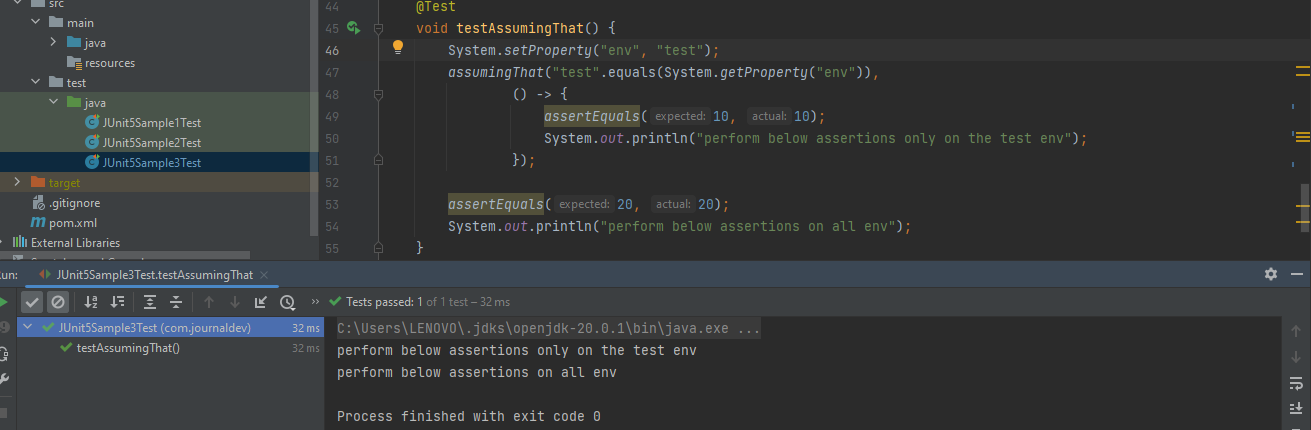 src
main
java
resources
test
java
JUnit5Sample1Test
JUnit5Sample2Test
JUnit5Sample3Test
target
.gitignore
pom.xml
External Libraries
44 @Test
45 void testAssumingThat() {
46 System.setProperty("env", "test");
47 assumingThat("test".equals(System.getProperty("env")),
48 () -> {
49 assertEquals( expected: 10, actual: 10);
50 System.out.println("perform below assertions only on the test env");
51 });
52
53 assertEquals( expected: 20, actual: 20);
54 System.out.println("perform below assertions on all env");
55 }
Run: JUnit5Sample3Test.testAssumingThat ×
Tests passed: 1 of 1 test – 32 ms
JUnit5Sample3Test (com.journaldev) 32 ms
testAssumingThat() 32 ms
C:\Users\LENOVO\.jdks\openjdk-20.0.1\bin\java.exe ...
perform below assertions only on the test env
perform below assertions on all env
Process finished with exit code 0